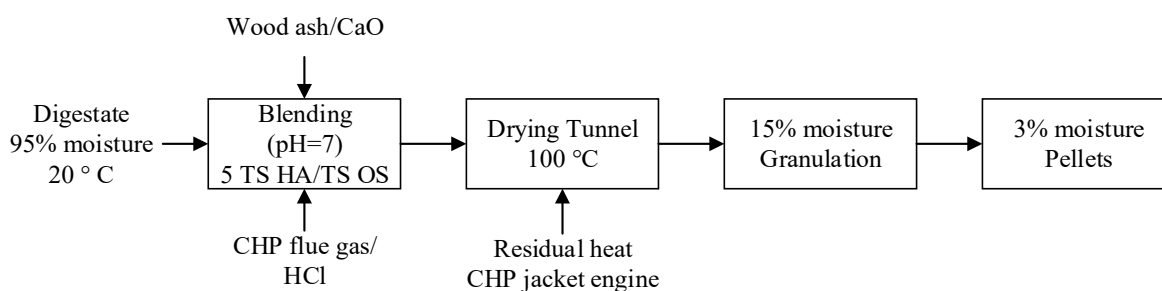 Wood ash/CaO
Digestate
95% moisture
20 ° C
Blending
(pH=7)
5 TS HA/TS OS
Drying Tunnel
100 °C
15% moisture
Granulation
3% moisture
Pellets
CHP flue gas/
HCl
Residual heat
CHP jacket engine